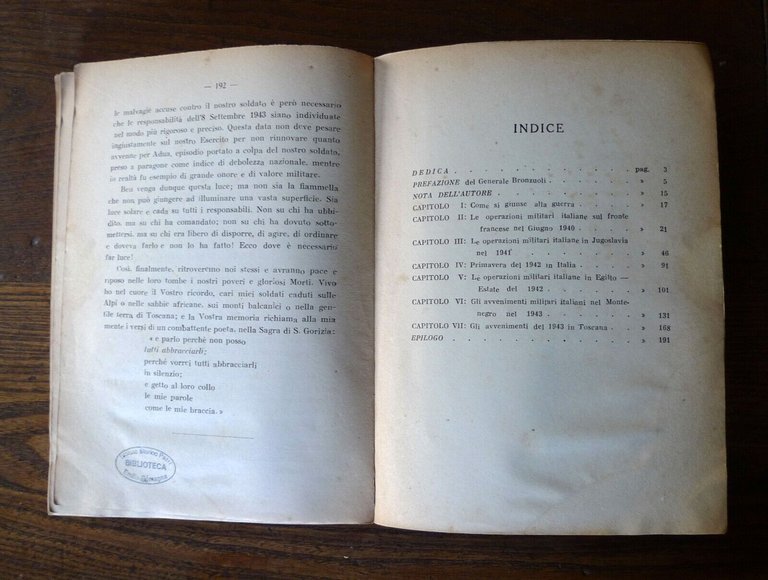 — 192 —
le malvagie accuse contro il nostro soldato è però necessario
che le responsabilità dell'8 Settembre 1943 siano individuate
nel modo più rigoroso e preciso. Questa data non deve pesare
ingiustamente sul nostro Esercito per non rinnovare quanto
avvenne per Adua, episodio portato a colpa del nostro soldato,
preso a paragone come indice di debolezza nazionale, mentre
in realtà fu esempio di grande onore e di valore militare.
Ben venga dunque questa luce; ma non sia la fiammella
che non può giungere ad illuminare una vasta superficie. Sia
luce solare e cada su tutti i responsabili. Non su chi ha ubbi-
dito, ma su chi ha comandato; non su chi ha dovuto sotto-
mettersi, ma su chi era libero di disporre, di agire, di ordinare
e doveva farlo e non lo ha fatto! Ecco dove è necessario
far luce!
Così, finalmente, ritroveremo noi stessi e avranno pace e
riposo nelle loro tombe i nostri poveri e gloriosi Morti. Vivo
ho nel cuore il Vostro ricordo, cari miei soldati caduti sulle
Alpi o nelle sabbie africane, sui monti balcanici o nella gen-
tile terra di Toscana; e la Vostra memoria richiama alla mia
mente i versi di un combattente poeta, nella Sagra di S. Gorizia:
« e parlo perchè non posso
tutti abbracciarli;
perchè vorrei tutti abbracciarli
in silenzio;
e getto al loro collo
le mie parole
come le mie braccia. »
BIBLIOTECA
INDICE
DEDICA . . . . . . . . . pag. 3
PREFAZIONE del Generale Bronzuoli . . . . » 5
NOTA DELL'AUTORE . . . . . . . » 15
CAPITOLO I: Come si giunse alla guerra . . . » 17
CAPITOLO II: Le operazioni militari italiane sul fronte
francese nel Giugno 1940 . . . . » 21
CAPITOLO III: Le operazioni militari italiane in Jugoslavia
nel 1941 . . . . . . . » 46
CAPITOLO IV: Primavera del 1942 in Italia . . . » 91
CAPITOLO V: Le operazioni militari italiane in Egitto —
Estate del 1942 . . . . . . » 101
CAPITOLO VI: Gli avvenimenti militari italiani nel Monte-
negro nel 1943 . . . . . . » 131
CAPITOLO VII: Gli avvenimenti del 1943 in Toscana . . » 168
EPILOGO . . . . . . . . . » 191